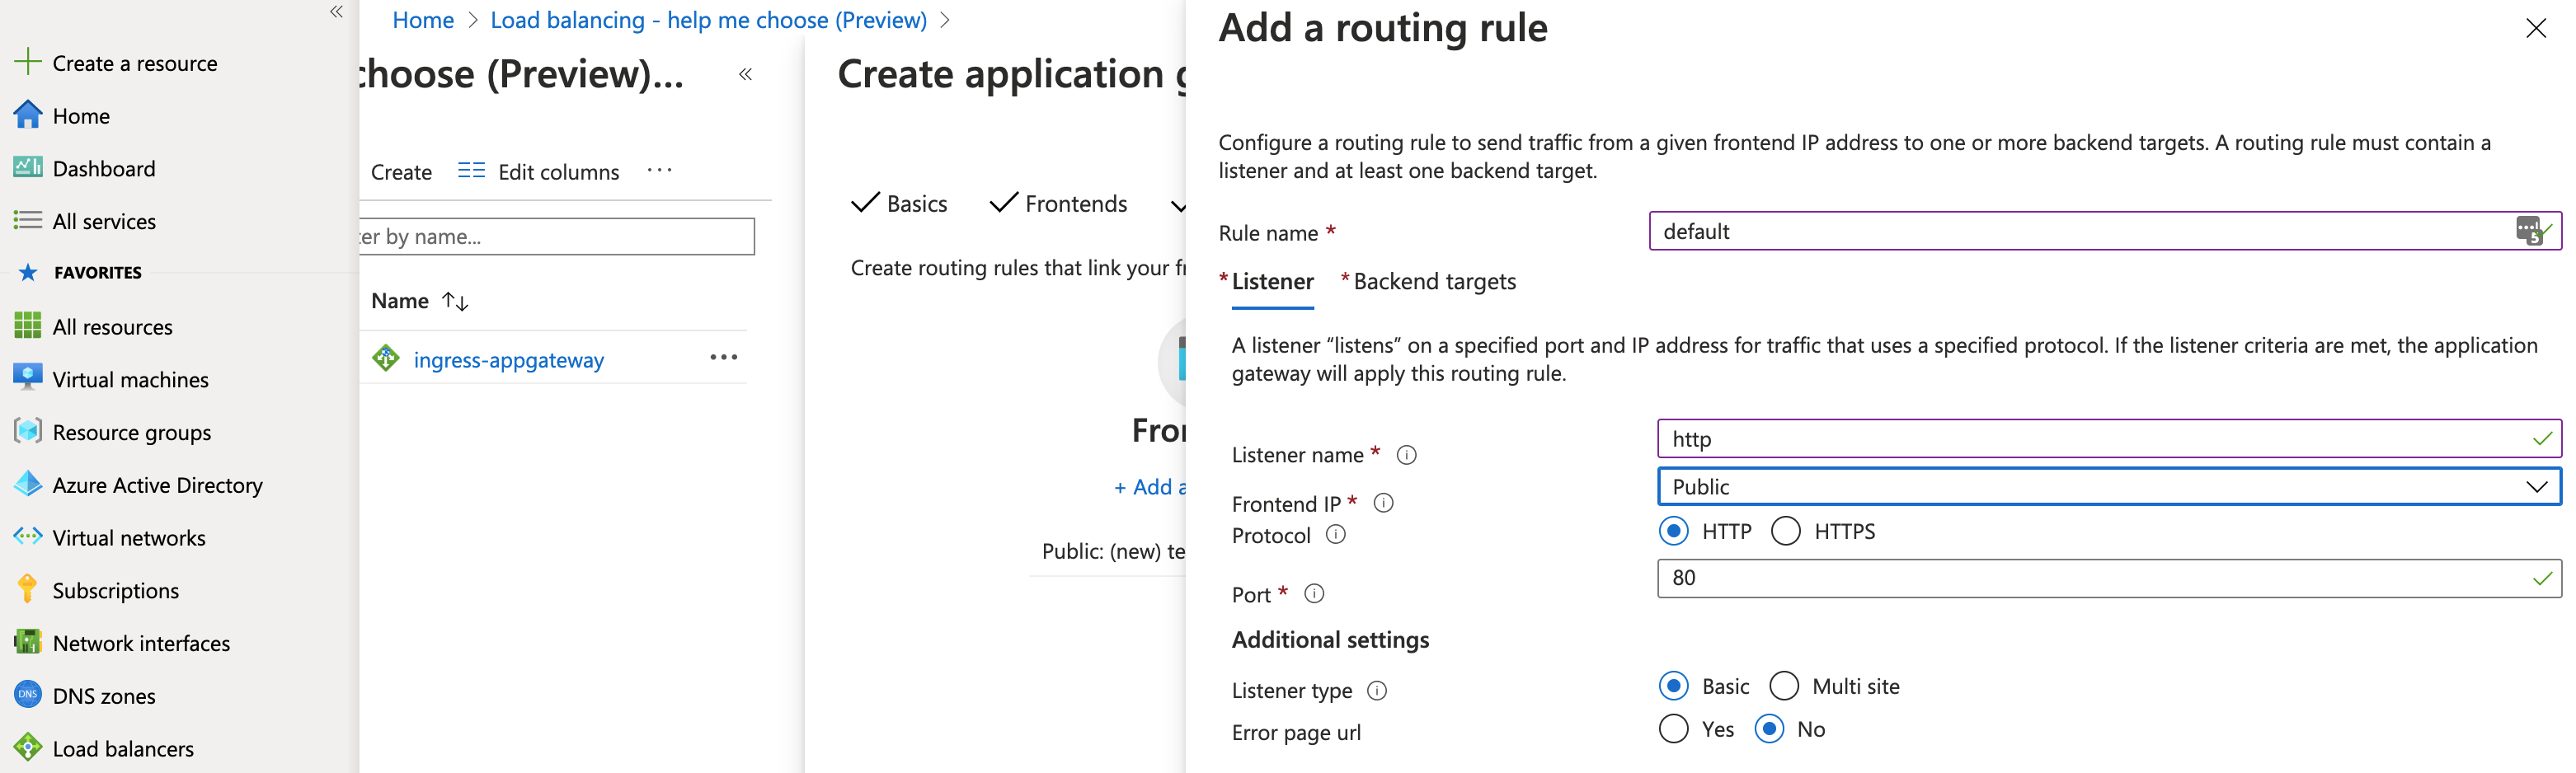 Create a resource
Home
Dashboard
All services
FAVORITES
All resources
Virtual machines
Resource groups
Azure Active Directory
Virtual networks
Subscriptions
Network interfaces
DNS
DNS zones
Load balancers
Home > Load balancing - help me choose (Preview) >
choose (Preview)...
Create Edit columns ...
ter by name...
Name
ingress-appgateway
Create application g
Basics Frontends
Create routing rules that link your fr
Fron
+ Add a
Public: (new) te
Add a routing rule
Configure a routing rule to send traffic from a given frontend IP address to one or more backend targets. A routing rule must contain a
listener and at least one backend target.
Rule name * default 5
* Listener * Backend targets
A listener “listens” on a specified port and IP address for traffic that uses a specified protocol. If the listener criteria are met, the application
gateway will apply this routing rule.
Listener name * http
Frontend IP * Public
Protocol HTTP HTTPS
Port * 80
Additional settings
Listener type Basic Multi site
Error page url Yes No